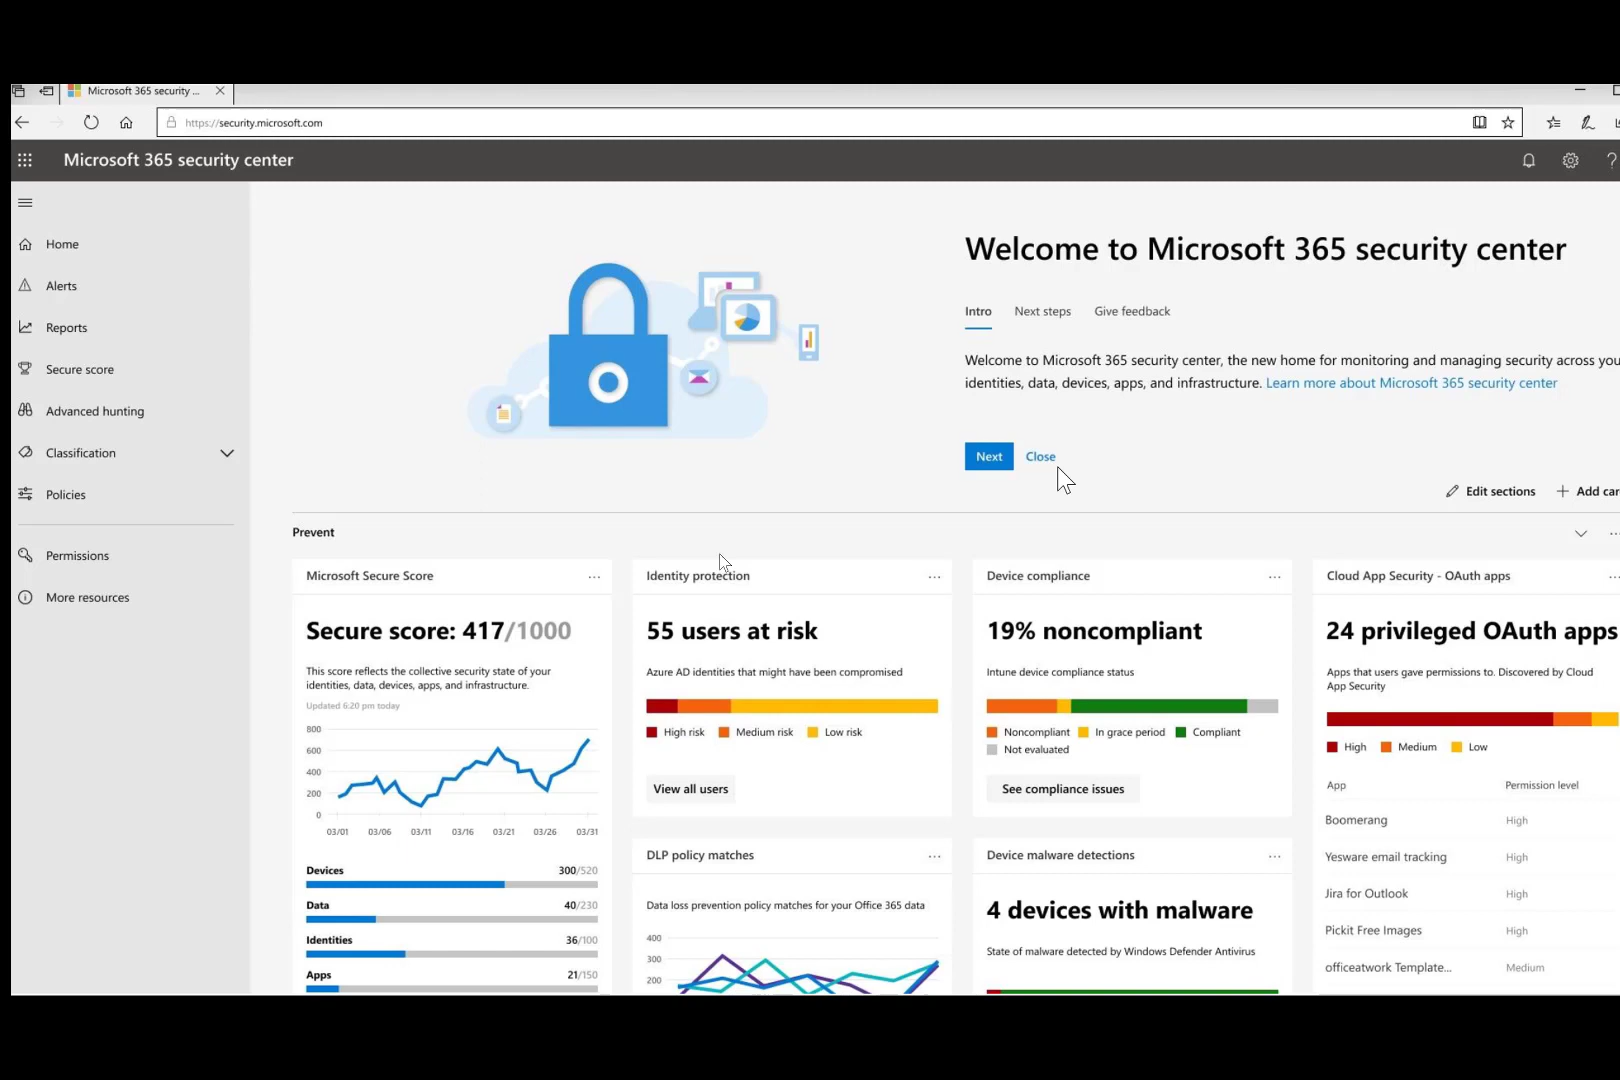 Microsoft 365 security ...
https://security.microsoft.com
Microsoft 365 security center
Home
Alerts
Reports
Secure score
Advanced hunting
Classification
Policies
Permissions
More resources
Welcome to Microsoft 365 security center
Intro Next steps Give feedback
Welcome to Microsoft 365 security center, the new home for monitoring and managing security across
identities, data, devices, apps, and infrastructure. Learn more about Microsoft 365 security center
Next Close
Edit sections + Add
Prevent
Microsoft Secure Score ...
Secure score: 417/1000
This score reflects the collective security state of your
identities, data, devices, apps, and infrastructure.
Updated 6:20 pm today
800
600
400
200
0
03/01 03/06 03/11 03/16 03/21 03/26 03/31
Devices 300/520
Data 40/230
Identities 36/100
Apps 21/150
Identity protection ...
55 users at risk
Azure AD identities that might have been compromised
High risk Medium risk Low risk
View all users
DLP policy matches ...
Data loss prevention policy matches for your Office 365 data
400
300
200
Device compliance ...
19% noncompliant
Intune device compliance status
Noncompliant In grace period Compliant
Not evaluated
See compliance issues
Device malware detections ...
4 devices with malware
State of malware detected by Windows Defender Antivirus
Cloud App Security - OAuth apps ...
24 privileged OAuth apps
Apps that users gave permissions to. Discovered by Cloud
App Security
High Medium Low
App Permission level
Boomerang High
Yesware email tracking High
Jira for Outlook High
Pickit Free Images High
officeatwork Template... Medium